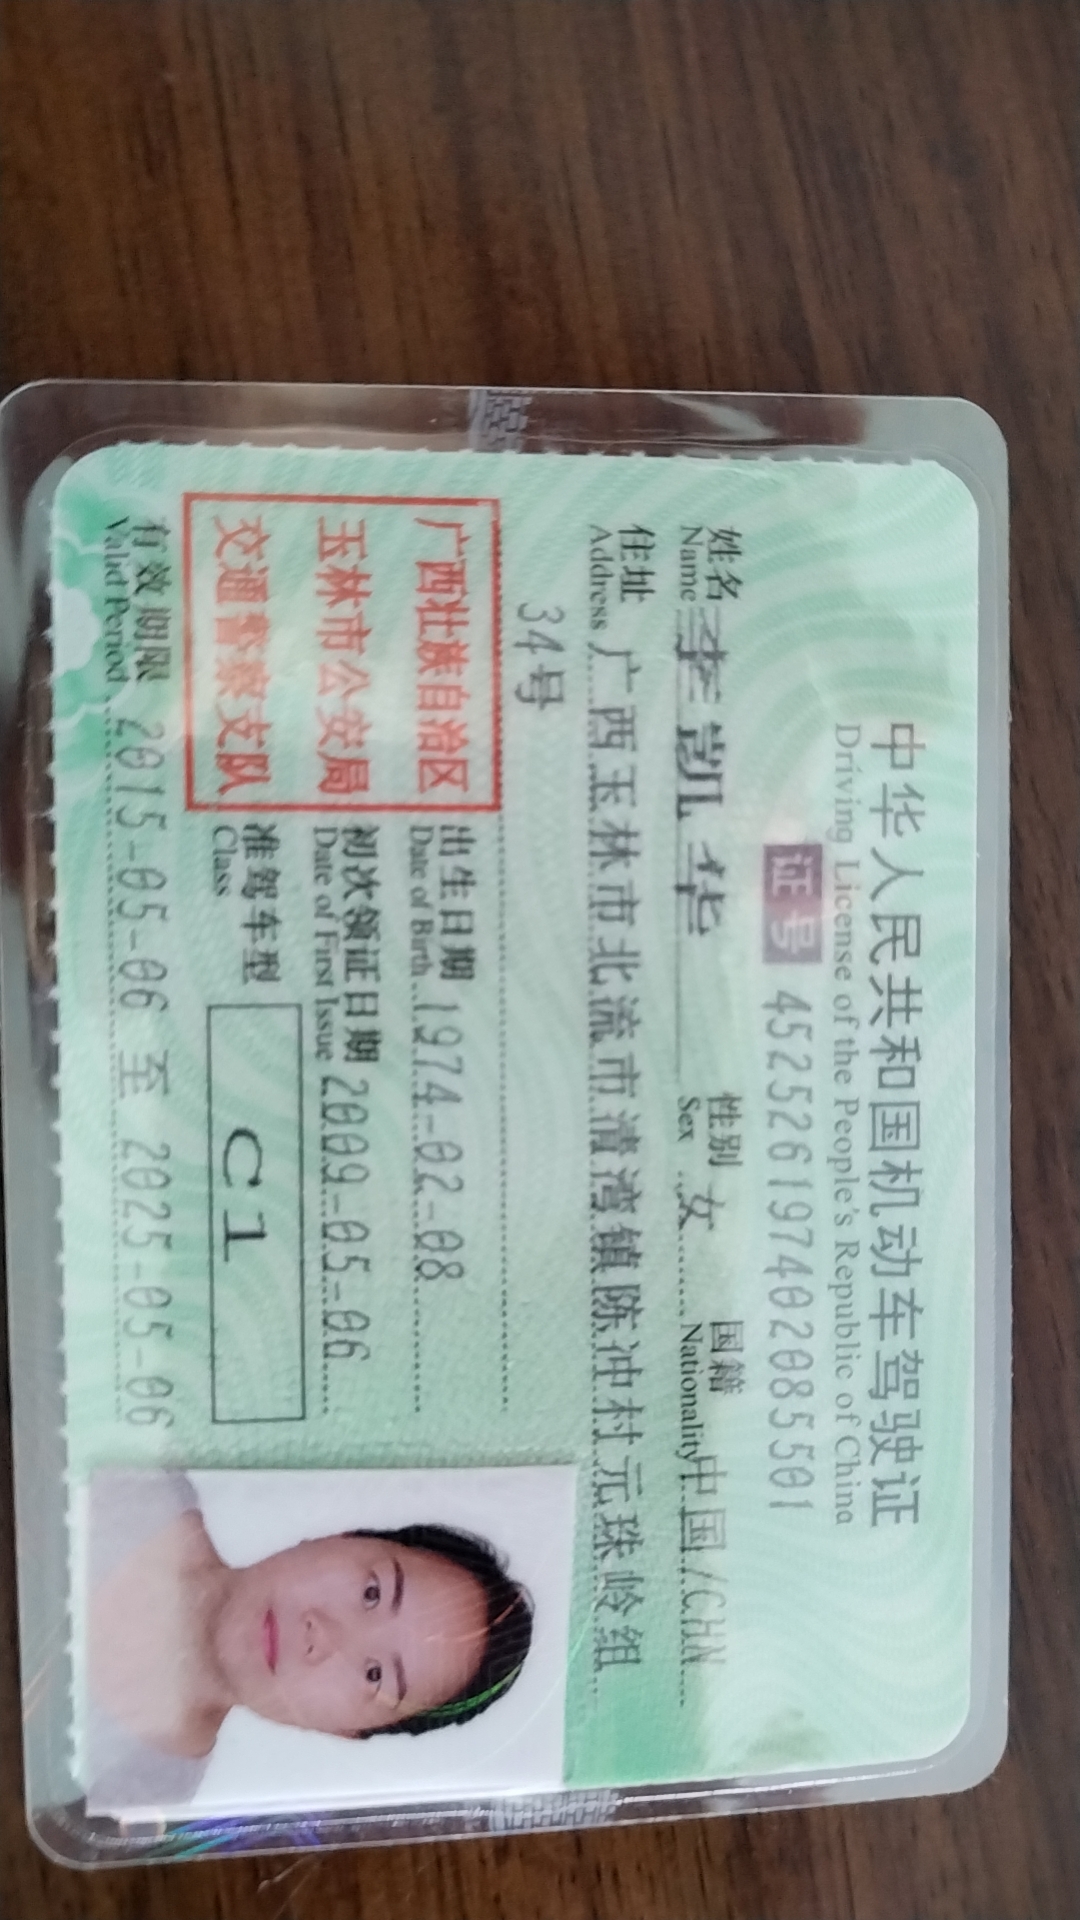 中华人民共和国机动车驾驶证
Driving License of the People's Republic of China
证号 452526197402085501
姓名 李凯华 性别 女 国籍 中国/CHN
Name Sex Nationality
住址 广西玉林市北流市清湾镇陈冲村元珠岭组
Address
34号
广西壮族自治区
玉林市公安局
交通警察支队
出生日期 1974-02-08
Date of Birth
初次领证日期 2009-05-06
Date of First Issue
准驾车型 C1
Class
有效期限 2015-05-06 至 2025-05-06
Valid Period